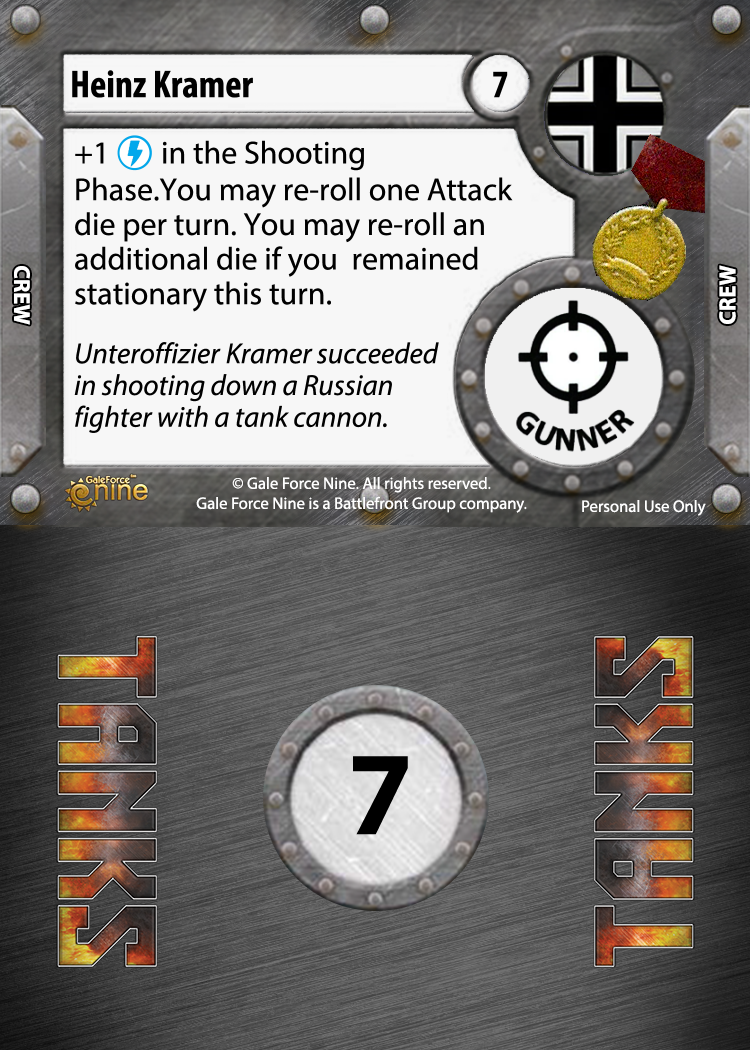 Heinz Kramer
7
+1 in the Shooting
Phase.You may re-roll one Attack
die per turn. You may re-roll an
additional die if you remained
stationary this turn.
Unteroffizier Kramer succeeded
in shooting down a Russian
fighter with a tank cannon.
CREW
CREW
GUNNER
GaleForce™
nine
© Gale Force Nine. All rights reserved.
Gale Force Nine is a Battlefront Group company.
Personal Use Only
TANKS
7
TANKS